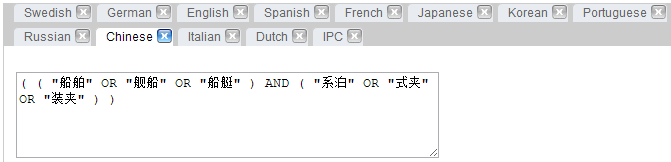 Swedish German English Spanish French Japanese Korean Portuguese
Russian Chinese Italian Dutch IPC
( ( "船舶" OR "舰船" OR "船艇" ) AND ( "系泊" OR "式夹"
OR "装夹" ) )